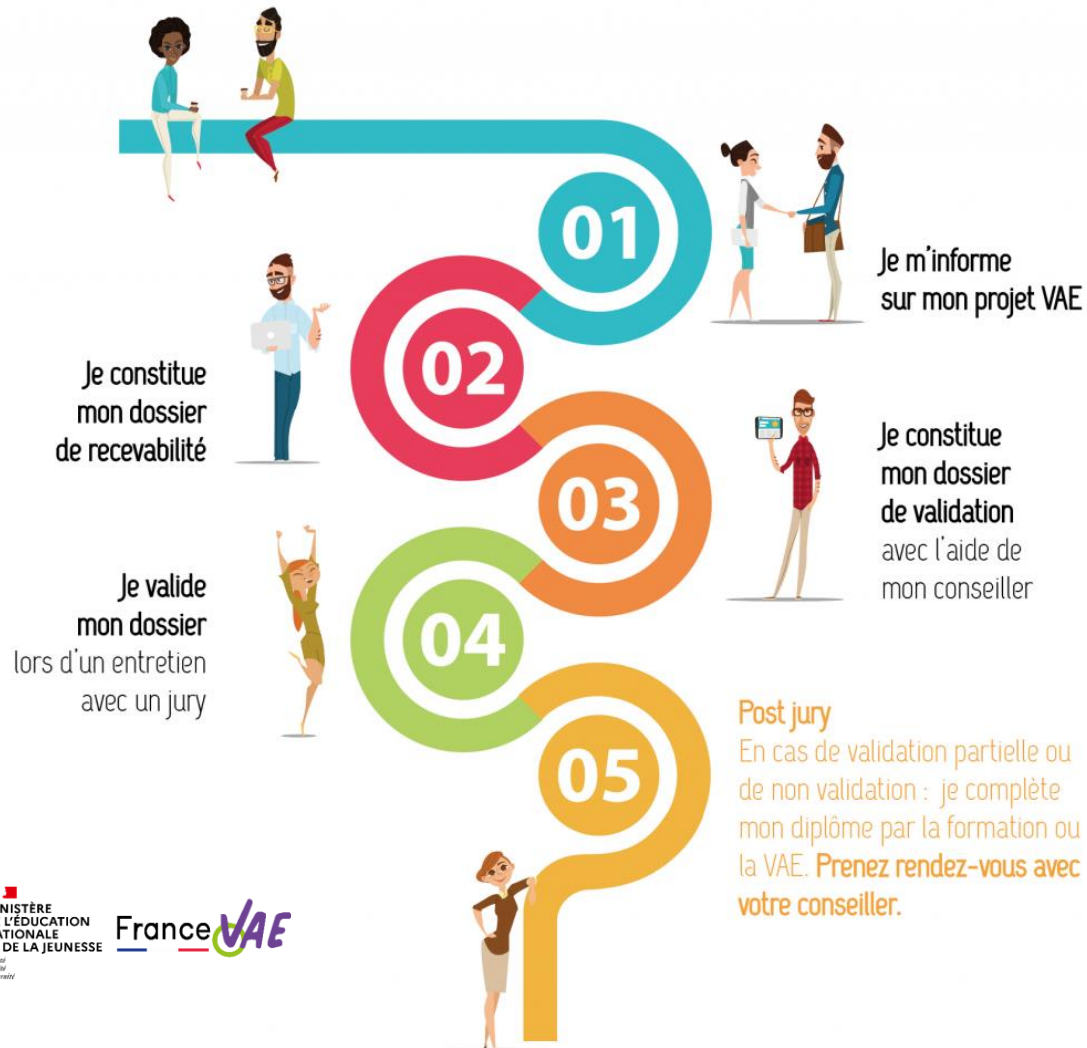 01
Je m'informe
sur mon projet VAE
02
Je constitue
mon dossier
de recevabilité
03
Je constitue
mon dossier
de validation
avec l'aide de
mon conseiller
04
Je valide
mon dossier
lors d'un entretien
avec un jury
05
Post jury
En cas de validation partielle ou
de non validation : je complète
mon diplôme par la formation ou
la VAE. Prenez rendez-vous avec
votre conseiller.
NISTÈRE
L'ÉDUCATION
ATIONALE
DE LA JEUNESSE
France VAE